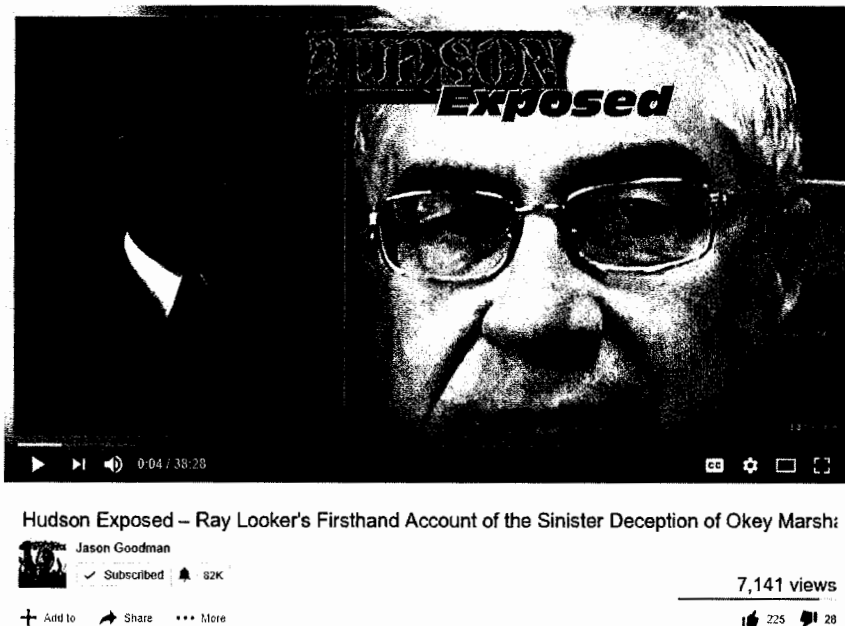 HUDSON
Exposed
0:04 / 38:28
CC
Hudson Exposed – Ray Looker's Firsthand Account of the Sinister Deception of Okey Marsha
Jason Goodman
Subscribed 82K
7,141 views
Add to Share More
225 28